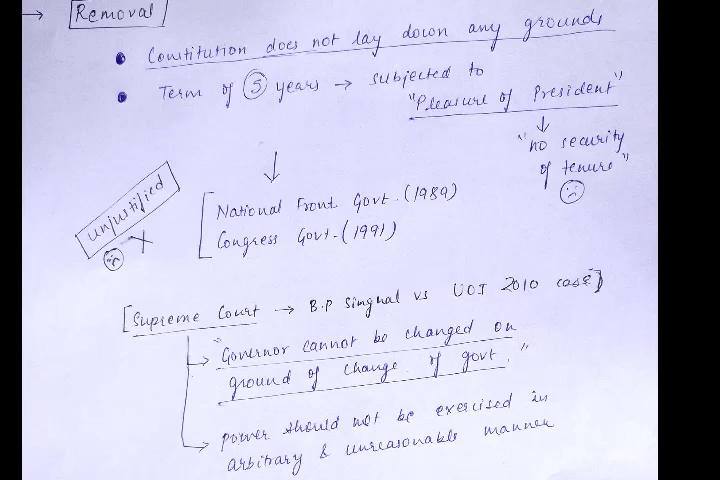 → Removal
• Constitution does not lay down any grounds
• Term of 5 years → subjected to
"Pleasure of President"
↓
"no security
of tenure"
↓
unjustified
X
National Front Govt. (1989)
Congress Govt. (1991)
[Supreme Court → B.P Singhal vs UOI 2010 case]
→ "Governor cannot be changed on
ground of change of govt."
→ power should not be exercised in
arbitrary & unreasonable manner